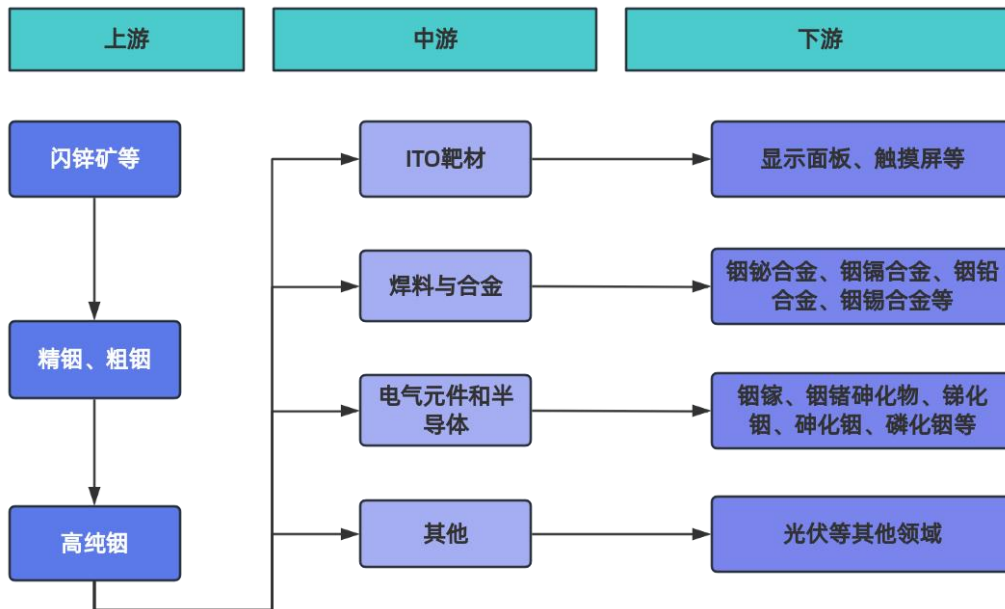 上游
中游
下游
闪锌矿等
ITO靶材
显示面板、触摸屏等
焊料与合金
铟铋合金、铟镉合金、铟铅
合金、铟锡合金等
精铟、粗铟
电气元件和半
导体
铟镓、铟锗砷化物、锑化
铟、砷化铟、磷化铟等
高纯铟
其他
光伏等其他领域